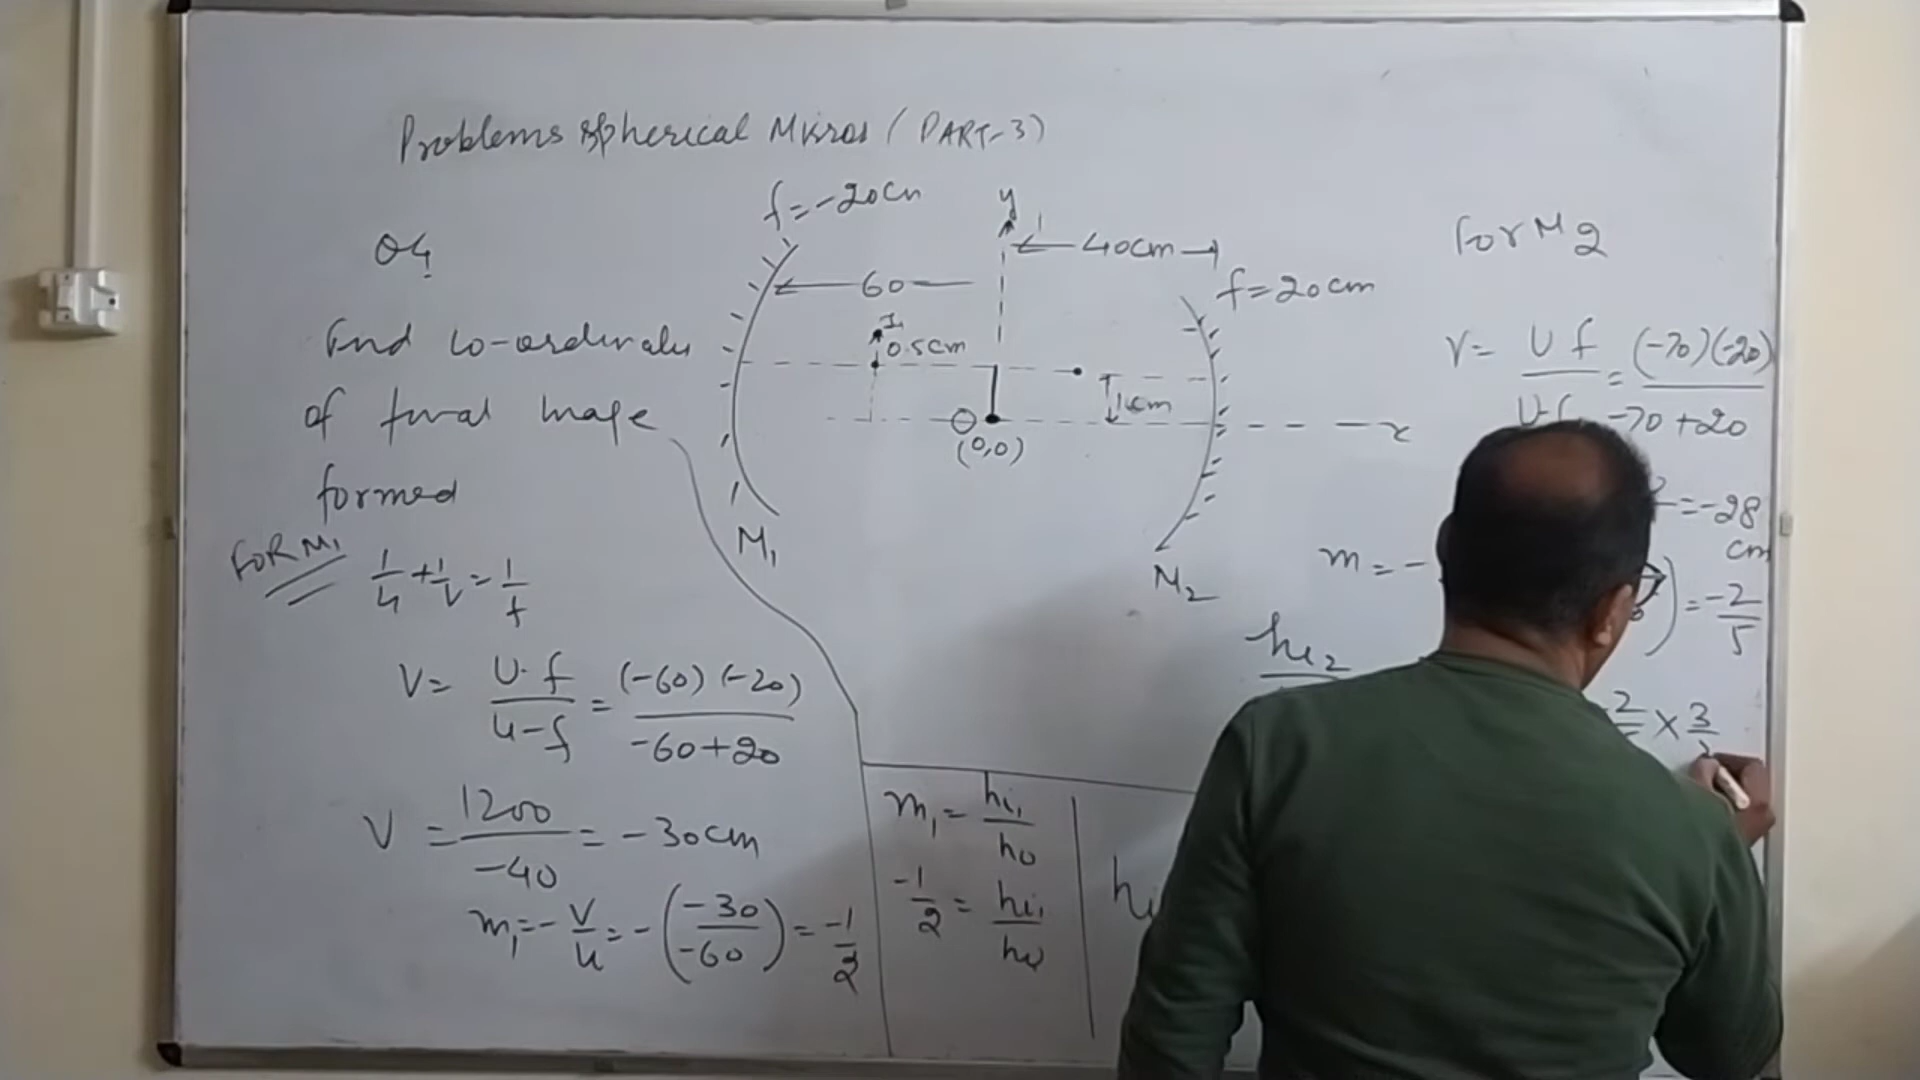 Problems spherical Mirros (PART-3)
Q4
find co-ordinates
of final Image
formed
f=-20cm
y
40cm
60
f=20cm
I₁
0.5cm
1cm
O
(0,0)
x
M₁
M₂
FOR M₁
1/u + 1/v = 1/f
V= U.f/u-f = (-60)(-20)/-60+20
V = 1200/-40 = -30cm
m₁=-v/u=-(-30/-60)=-1/2
m₁= hi₁/ho
-1/2 = hi₁/ho
For M2
V= Uf/U-f = (-70)(-20)/-70+20
=-28
cm
m=-
)=-2/5
hi₂
2 × 3